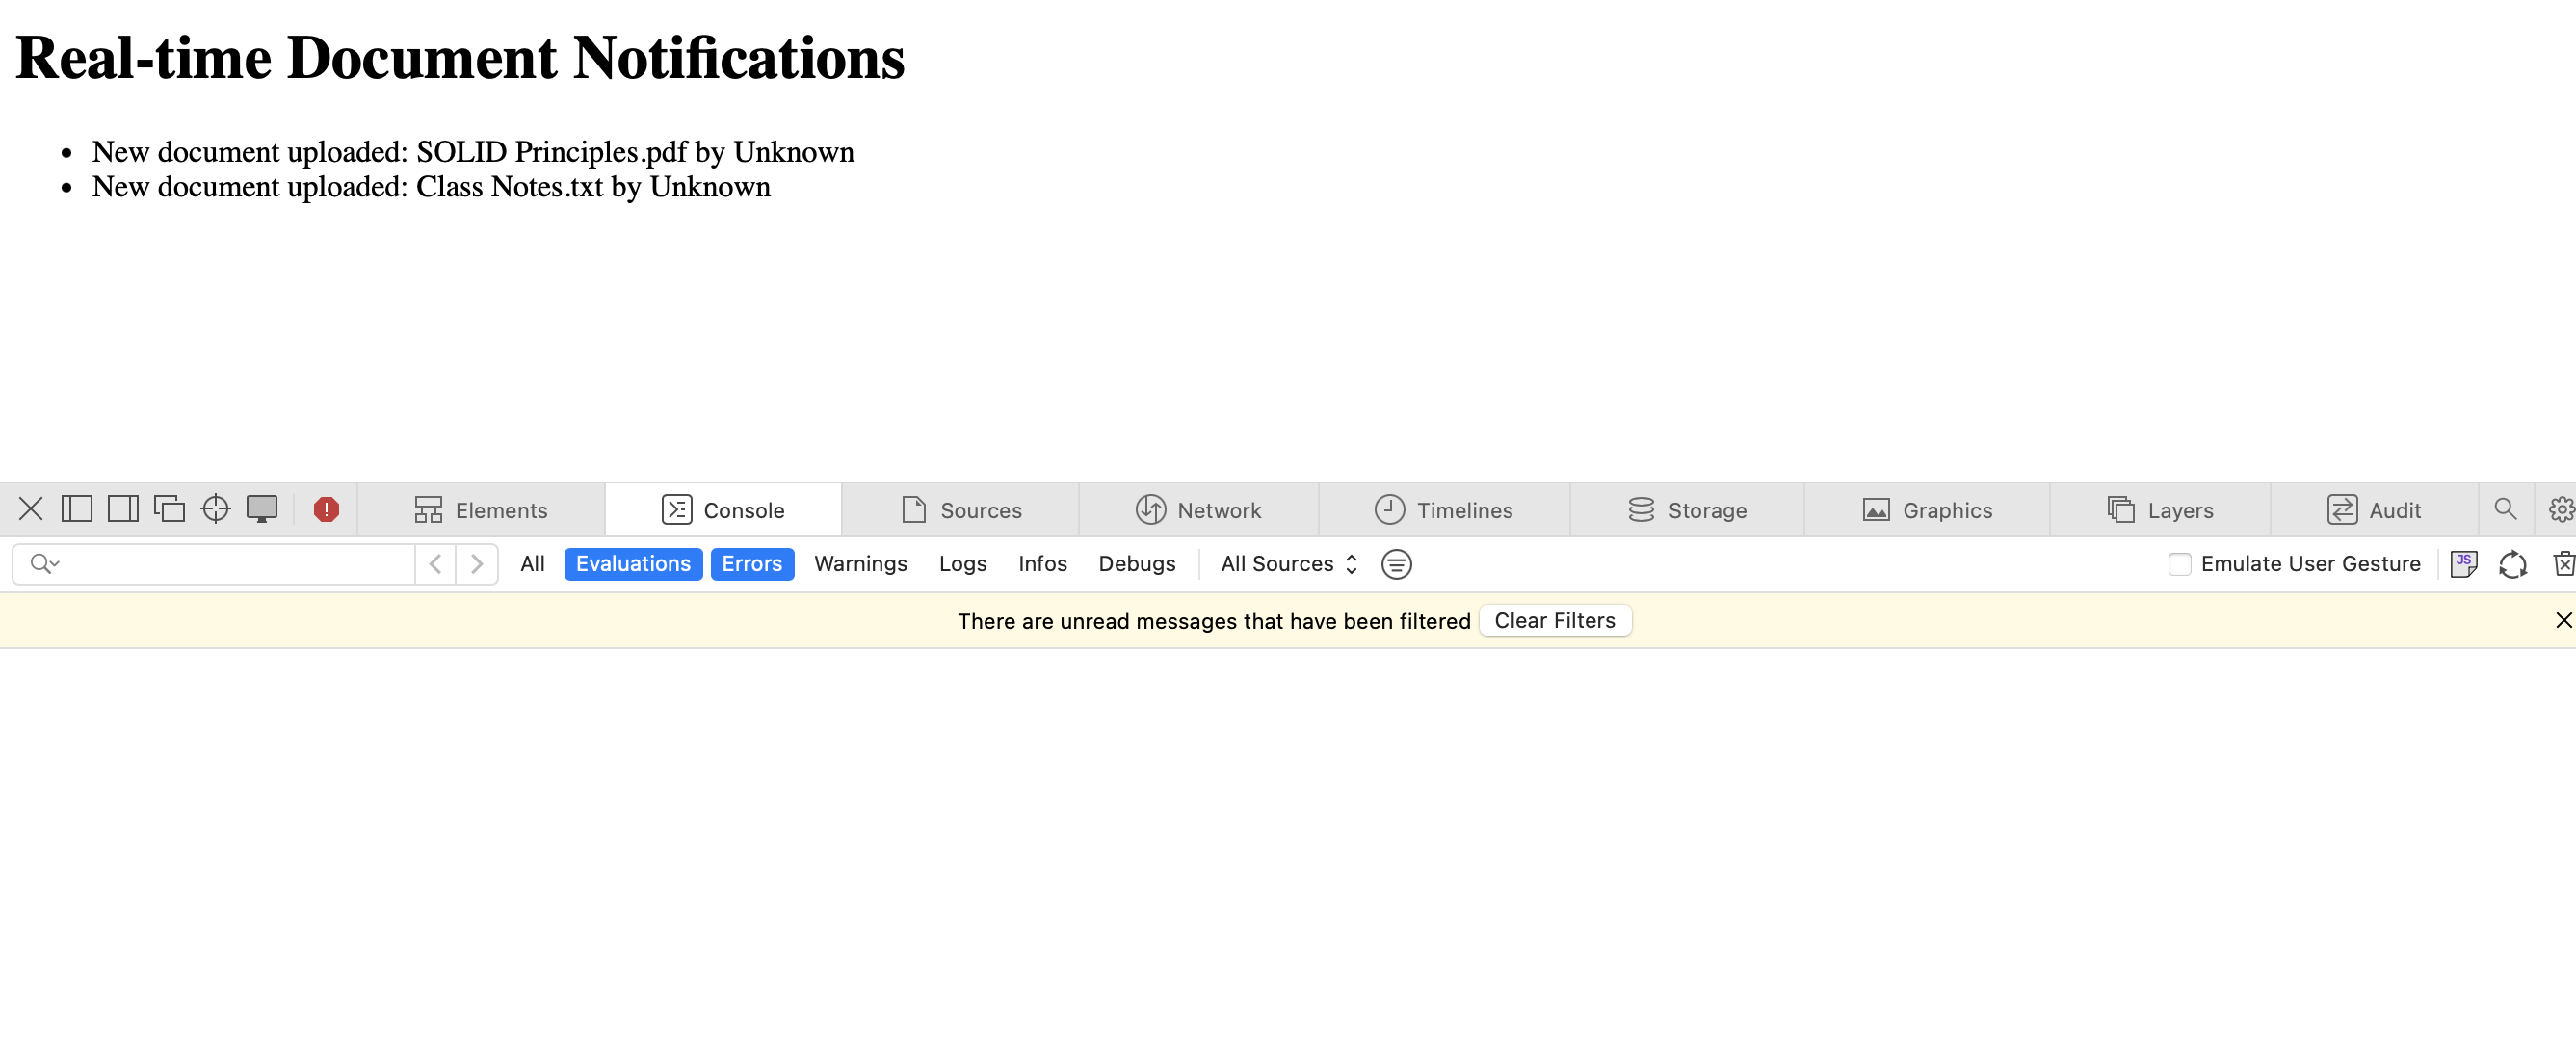 Real-time Document Notifications
• New document uploaded: SOLID Principles.pdf by Unknown
• New document uploaded: Class Notes.txt by Unknown
Elements Console Sources Network Timelines Storage Graphics Layers Audit
All Evaluations Errors Warnings Logs Infos Debugs All Sources Emulate User Gesture JS
There are unread messages that have been filtered Clear Filters